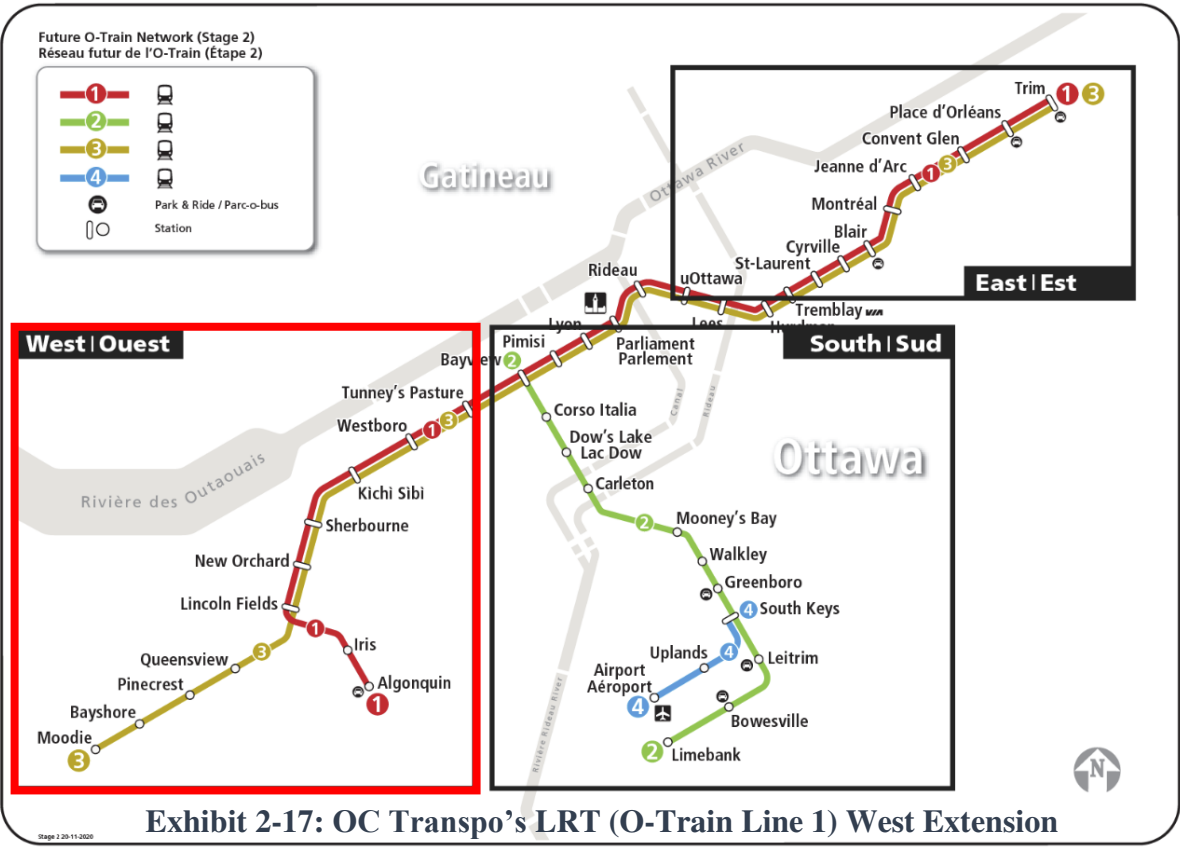 Future O-Train Network (Stage 2)
Réseau futur de l'O-Train (Étape 2)
1
2
3
4
Park & Ride / Parc-o-bus
Station
Gatineau
Ottawa River
Trim 1 3
Place d'Orléans
Convent Glen
Jeanne d'Arc 1 3
Montréal
Blair
Cyrville
St-Laurent
East | Est
Rideau
uOttawa
Tremblay VIA
Lees
Hurdman
Lyon
Parliament
Parlement
West | Ouest
South | Sud
Pimisi
Bayview 2
Tunney's Pasture
Westboro 1 3
Kichi Sìbì
Rivière des Outaouais
Sherbourne
New Orchard
Lincoln Fields
1
Iris
Algonquin
1
3
Queensview
Pinecrest
Bayshore
Moodie
3
Canal
Rideau
Ottawa
Corso Italia
Dow's Lake
Lac Dow
Carleton
2
Mooney's Bay
Walkley
Greenboro
4 South Keys
Uplands 4
Leitrim
Airport
Aéroport
4
Bowesville
2 Limebank
Rivière Rideau River
N
Exhibit 2-17: OC Transpo's LRT (O-Train Line 1) West Extension
Stage 2 20-11-2020